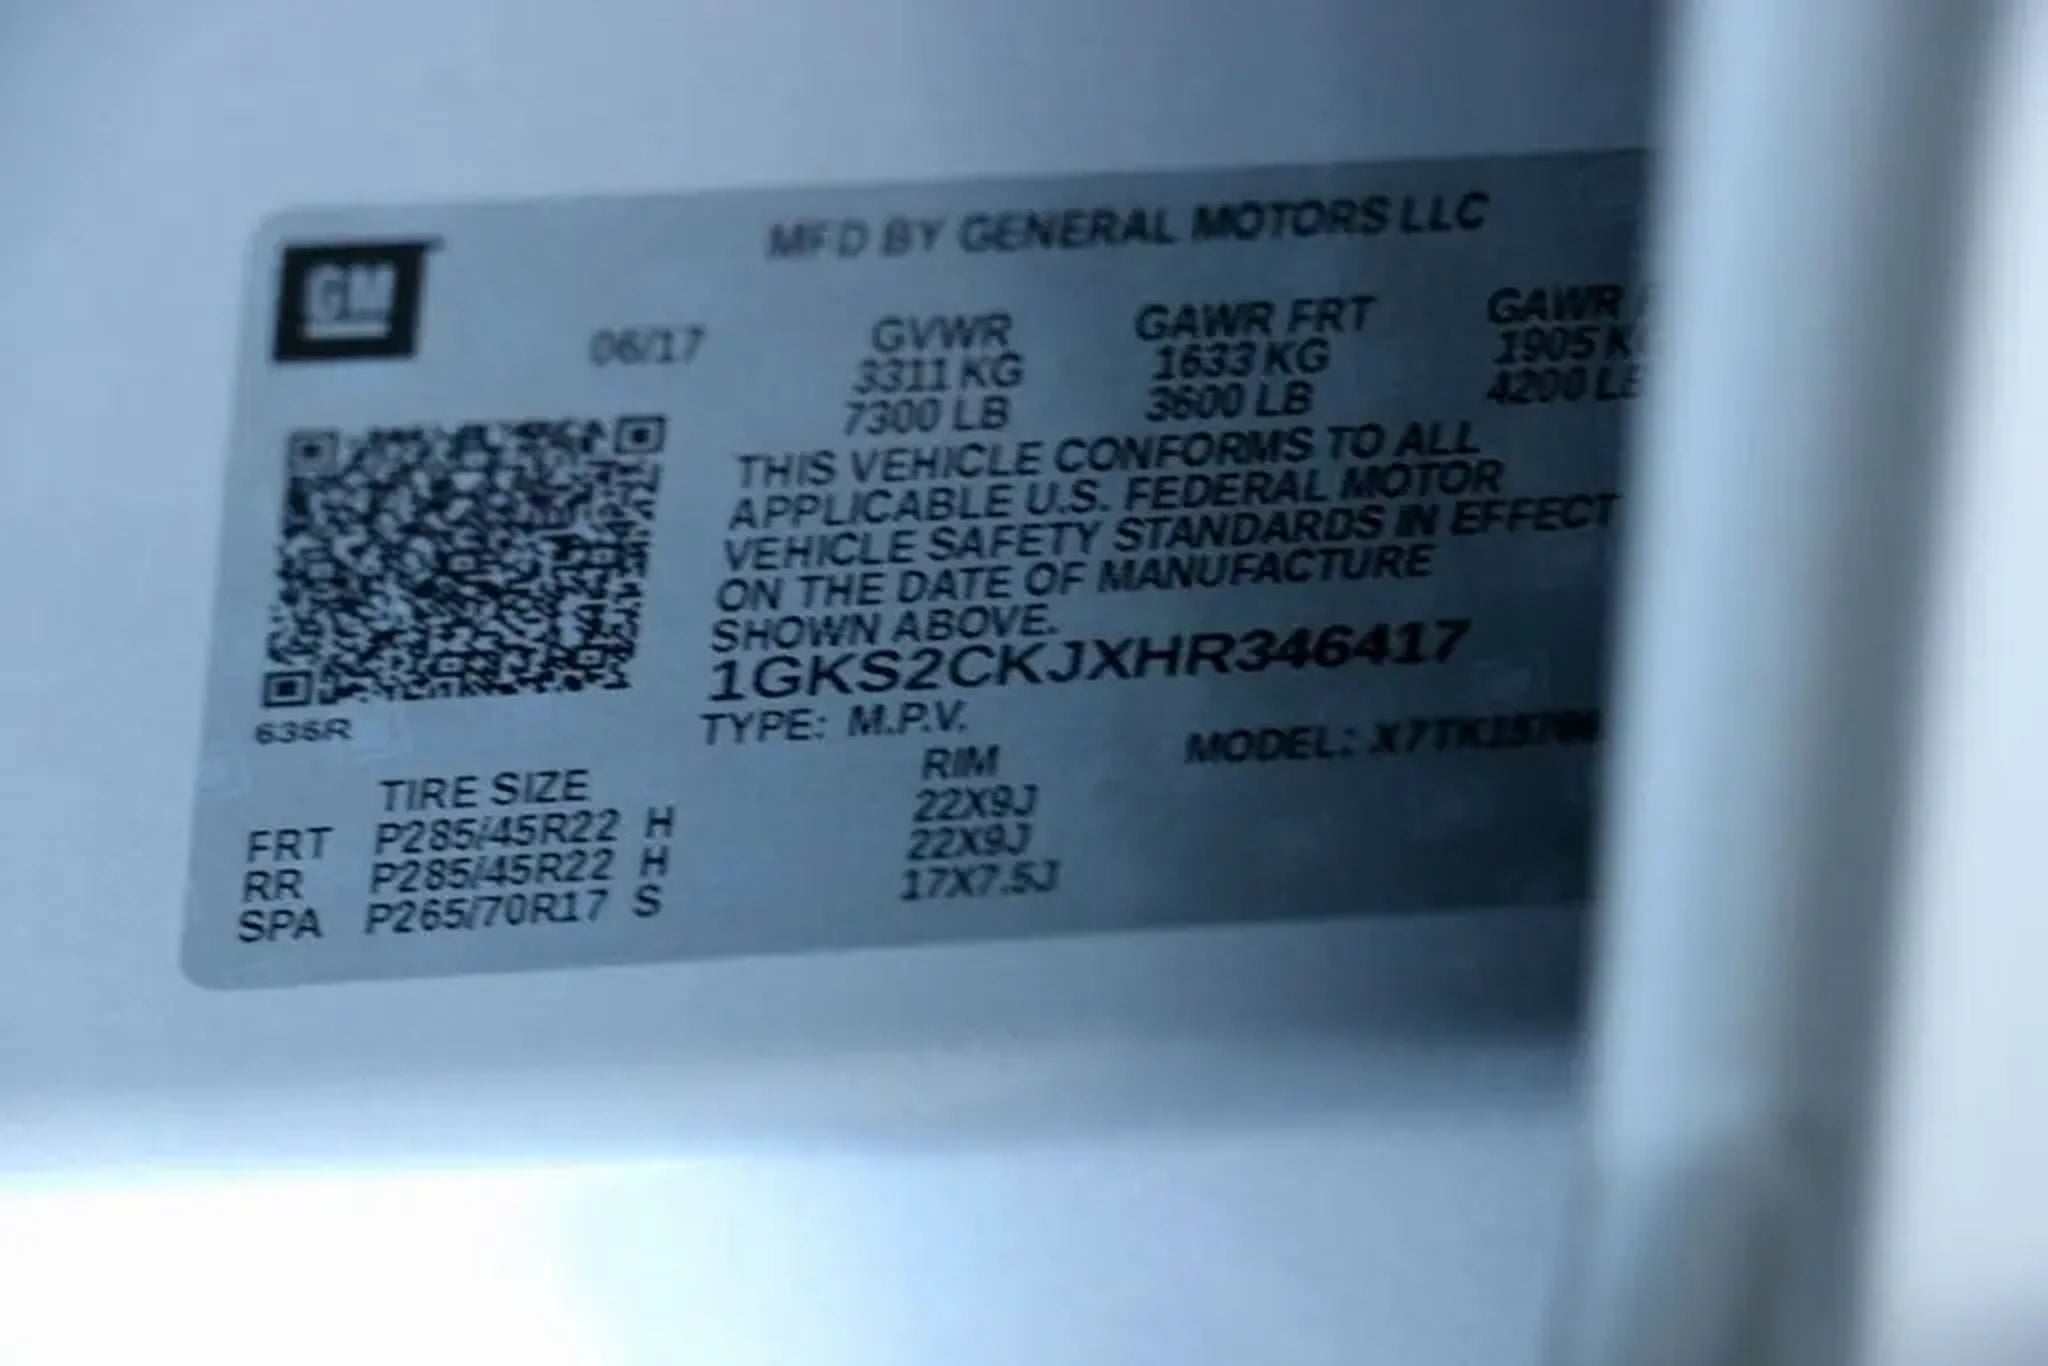 GM
MFD BY GENERAL MOTORS LLC
06/17
GVWR GAWR FRT GAWR
3311 KG 1633 KG 1905
7300 LB 3600 LB 4200
THIS VEHICLE CONFORMS TO ALL
APPLICABLE U.S. FEDERAL MOTOR
VEHICLE SAFETY STANDARDS IN EFFECT
ON THE DATE OF MANUFACTURE
SHOWN ABOVE.
1GKS2CKJXHR346417
636R
TYPE: M.P.V. MODEL:
TIRE SIZE RIM
FRT P285/45R22 H 22X9J
RR P285/45R22 H 22X9J
SPA P265/70R17 S 17X7.5J